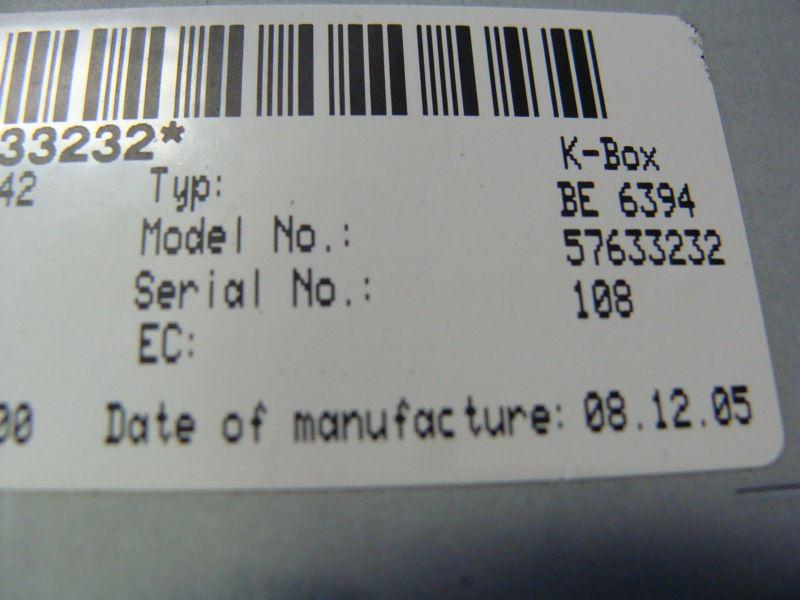 33232*
42 Typ: K-Box
Model No.: BE 6394
Serial No.: 57633232
EC: 108
00 Date of manufacture: 08.12.05